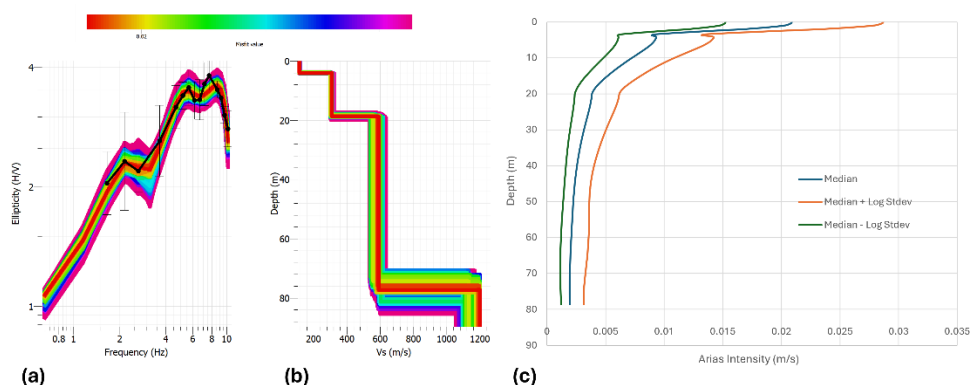 0.02
Misfit value
Ellipicity (H/V)
4
3
2
1
0.8 1 2 4 6 8 10
Frequency (Hz)
(a)
Depth (m)
0
20
40
60
80
200 400 600 800 1000 1200
Vs (m/s)
(b)
Depth (m)
0
10
20
30
40
50
60
70
80
90
Median
Median + Log Stdev
Median - Log Stdev
0 0.005 0.01 0.015 0.02 0.025 0.03 0.035
Arias Intensity (m/s)
(c)